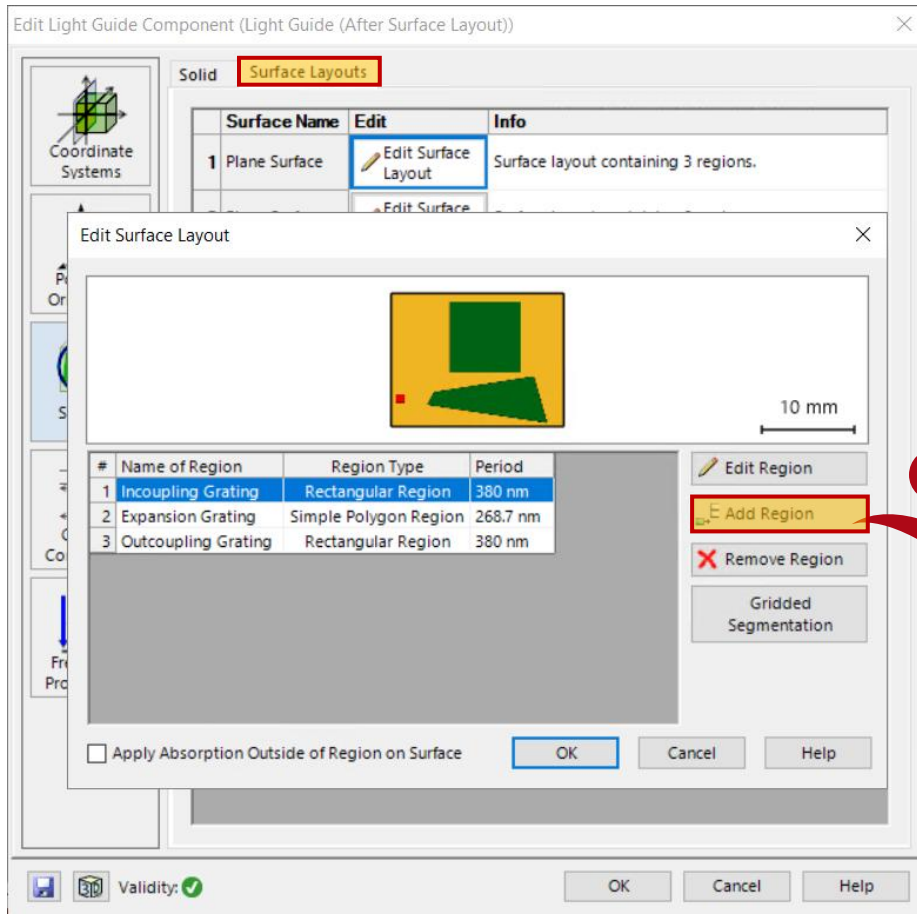 Edit Light Guide Component (Light Guide (After Surface Layout))
Solid
Surface Layouts
Coordinate
Systems
Surface Name Edit Info
1 Plane Surface Edit Surface
Layout
Surface layout containing 3 regions.
Edit Surface
Edit Surface Layout
10 mm
# Name of Region Region Type Period
1 Incoupling Grating Rectangular Region 380 nm
2 Expansion Grating Simple Polygon Region 268.7 nm
3 Outcoupling Grating Rectangular Region 380 nm
Edit Region
Add Region
Remove Region
Gridded
Segmentation
Apply Absorption Outside of Region on Surface
OK Cancel Help
Validity:
OK Cancel Help